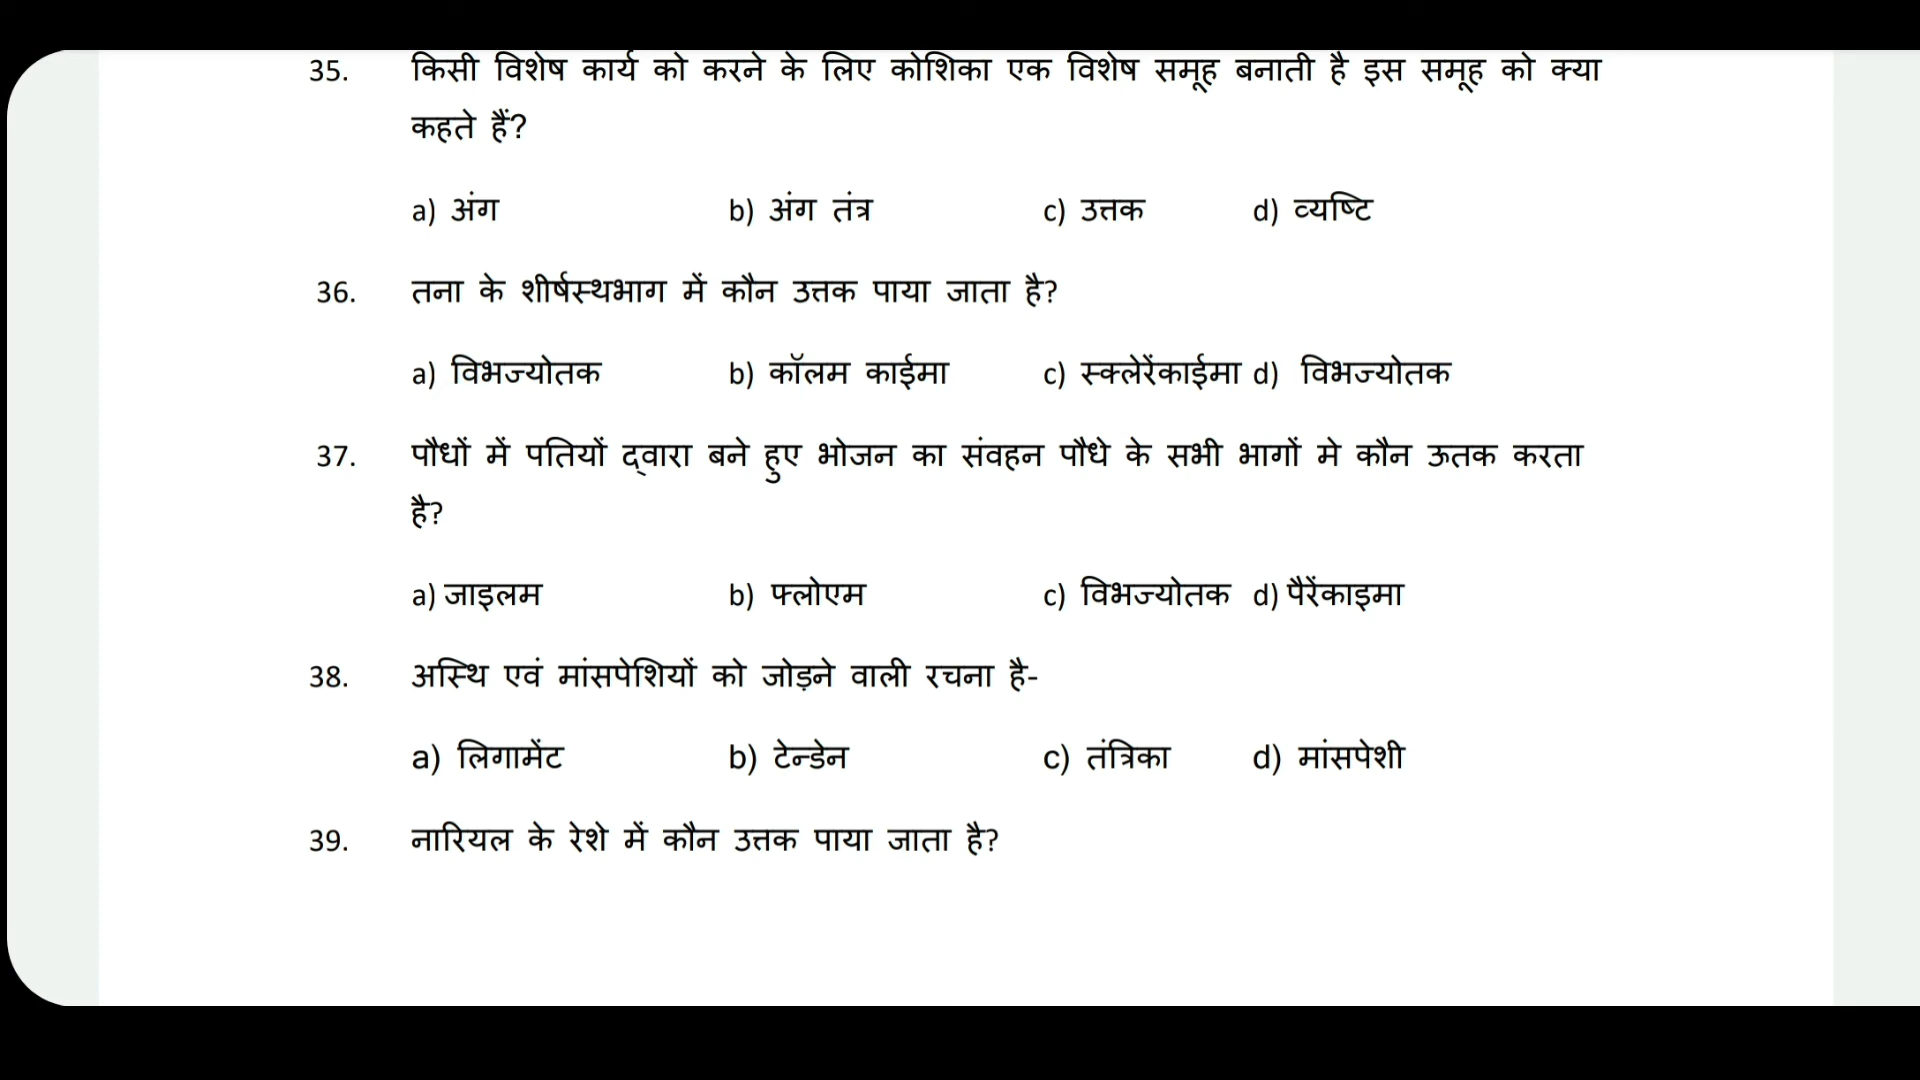 35. किसी विशेष कार्य को करने के लिए कोशिका एक विशेष समूह बनाती है इस समूह को क्या
कहते हैं?
a) अंग b) अंग तंत्र c) उत्तक d) व्यष्टि
36. तना के शीर्षस्थभाग में कौन उत्तक पाया जाता है?
a) विभज्योतक b) कॉलम काईमा c) स्क्लेरेंकाईमा d) विभज्योतक
37. पौधों में पतियों द्वारा बने हुए भोजन का संवहन पौधे के सभी भागों मे कौन ऊतक करता
है?
a) जाइलम b) फ्लोएम c) विभज्योतक d) पैरेंकाइमा
38. अस्थि एवं मांसपेशियों को जोड़ने वाली रचना है-
a) लिगामेंट b) टेन्डेन c) तंत्रिका d) मांसपेशी
39. नारियल के रेशे में कौन उत्तक पाया जाता है?